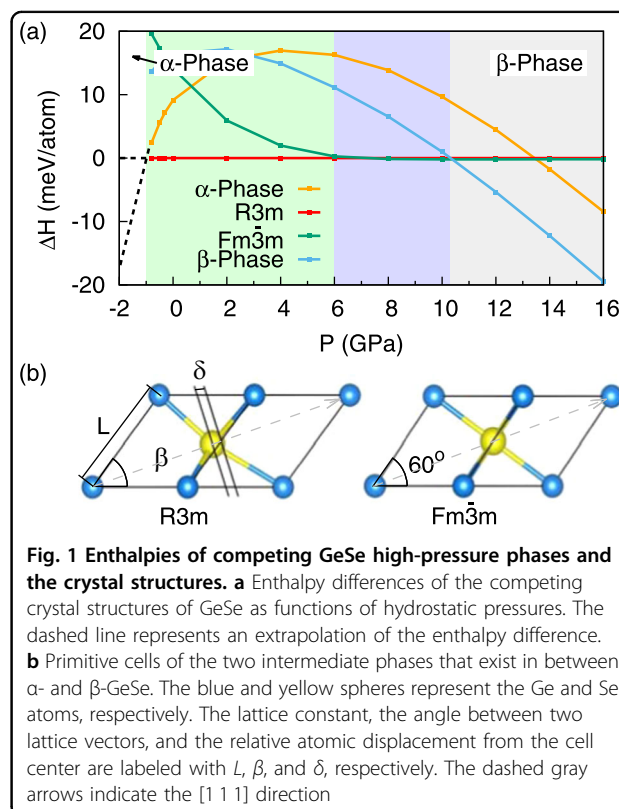 (a)
20
10
0
-10
-20
ΔH (meV/atom)
α-Phase
β-Phase
α-Phase
R3m
Fm3̄m
β-Phase
-2 0 2 4 6 8 10 12 14 16
P (GPa)
(b)
δ
L
β
R3m
60°
Fm3̄m
Fig. 1 Enthalpies of competing GeSe high-pressure phases and
the crystal structures. a Enthalpy differences of the competing
crystal structures of GeSe as functions of hydrostatic pressures. The
dashed line represents an extrapolation of the enthalpy difference.
b Primitive cells of the two intermediate phases that exist in between
α- and β-GeSe. The blue and yellow spheres represent the Ge and Se
atoms, respectively. The lattice constant, the angle between two
lattice vectors, and the relative atomic displacement from the cell
center are labeled with L, β, and δ, respectively. The dashed gray
arrows indicate the [1 1 1] direction